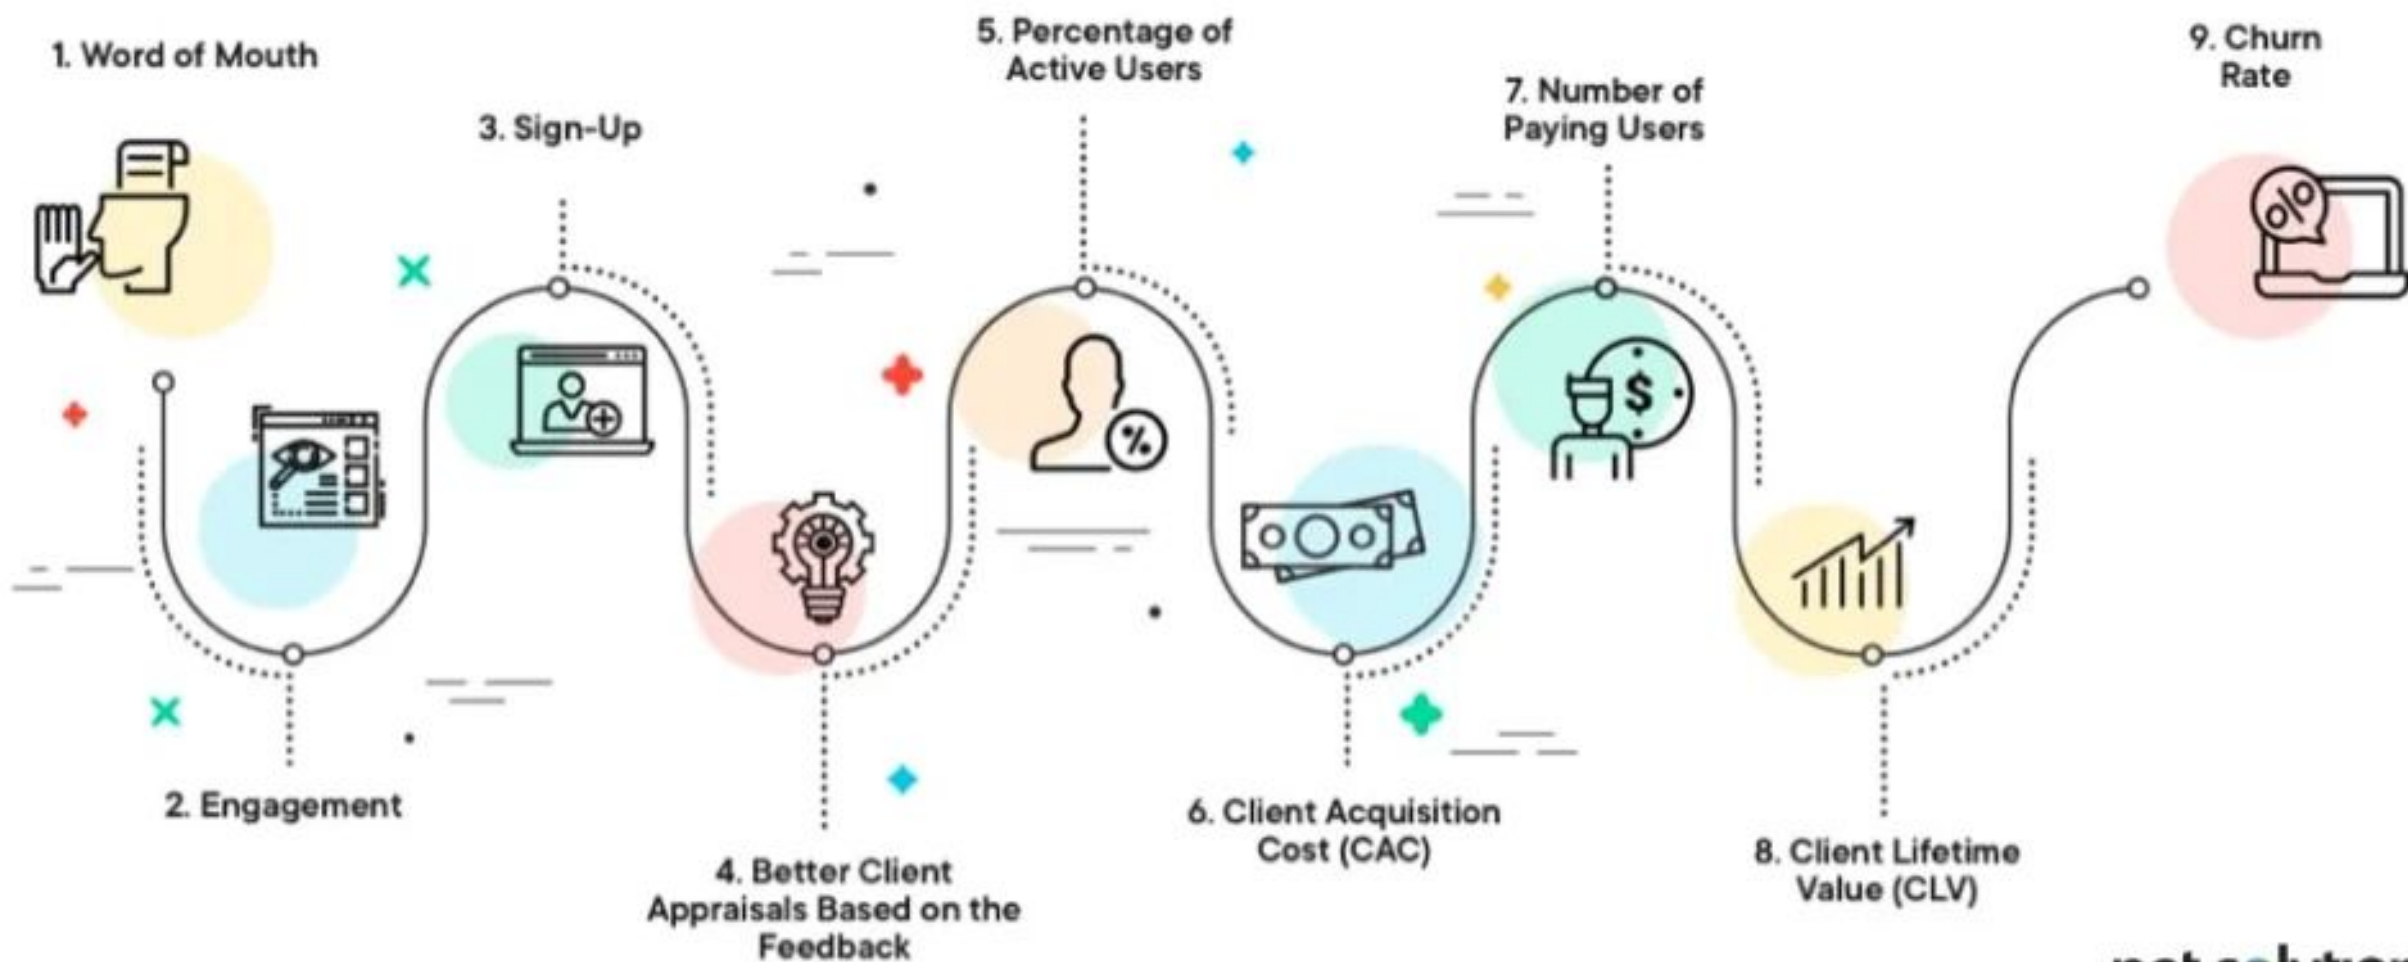 1. Word of Mouth
2. Engagement
3. Sign-Up
4. Better Client
Appraisals Based on the
Feedback
5. Percentage of
Active Users
%
6. Client Acquisition
Cost (CAC)
7. Number of
Paying Users
$
8. Client Lifetime
Value (CLV)
9. Churn
Rate
%